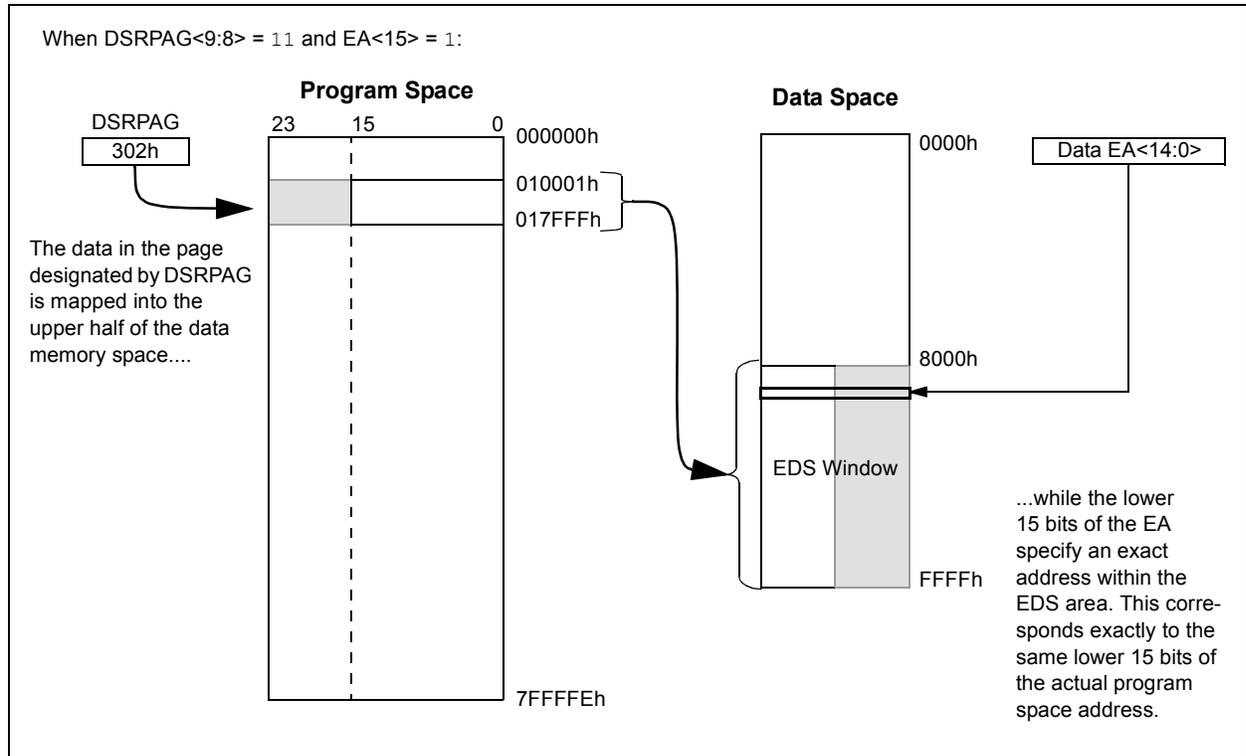 When DSRPAG<9:8> = 11 and EA<15> = 1:
Program Space
Data Space
DSRPAG
302h
23
15
0
000000h
010001h
017FFFh
7FFFFEh
The data in the page
designated by DSRPAG
is mapped into the
upper half of the data
memory space....
0000h
8000h
EDS Window
FFFFh
Data EA<14:0>
...while the lower
15 bits of the EA
specify an exact
address within the
EDS area. This corre-
sponds exactly to the
same lower 15 bits of
the actual program
space address.